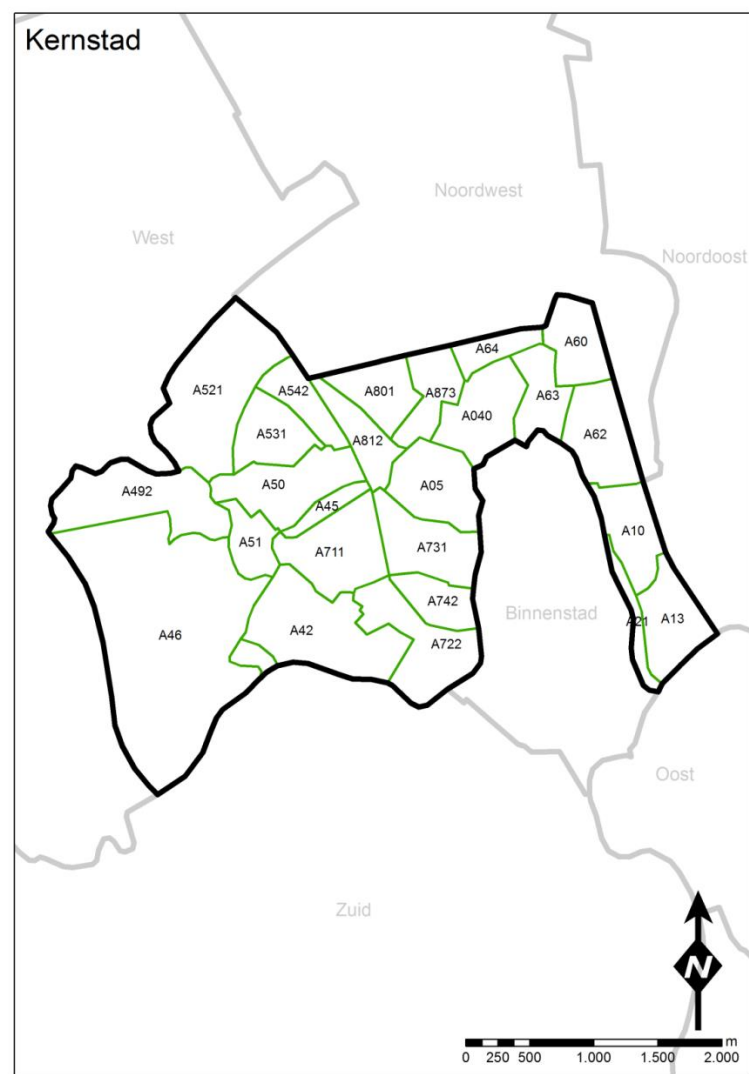 Kernstad
Noordwest
West
Noordoost
A60
A64
A521
A542
A801
A873
A63
A040
A62
A531
A812
A492
A50
A05
A45
A10
A51
A711
A731
A742
Binnenstad
A21
A13
A46
A42
A722
Oost
Zuid
N
m
0 250 500 1.000 1.500 2.000